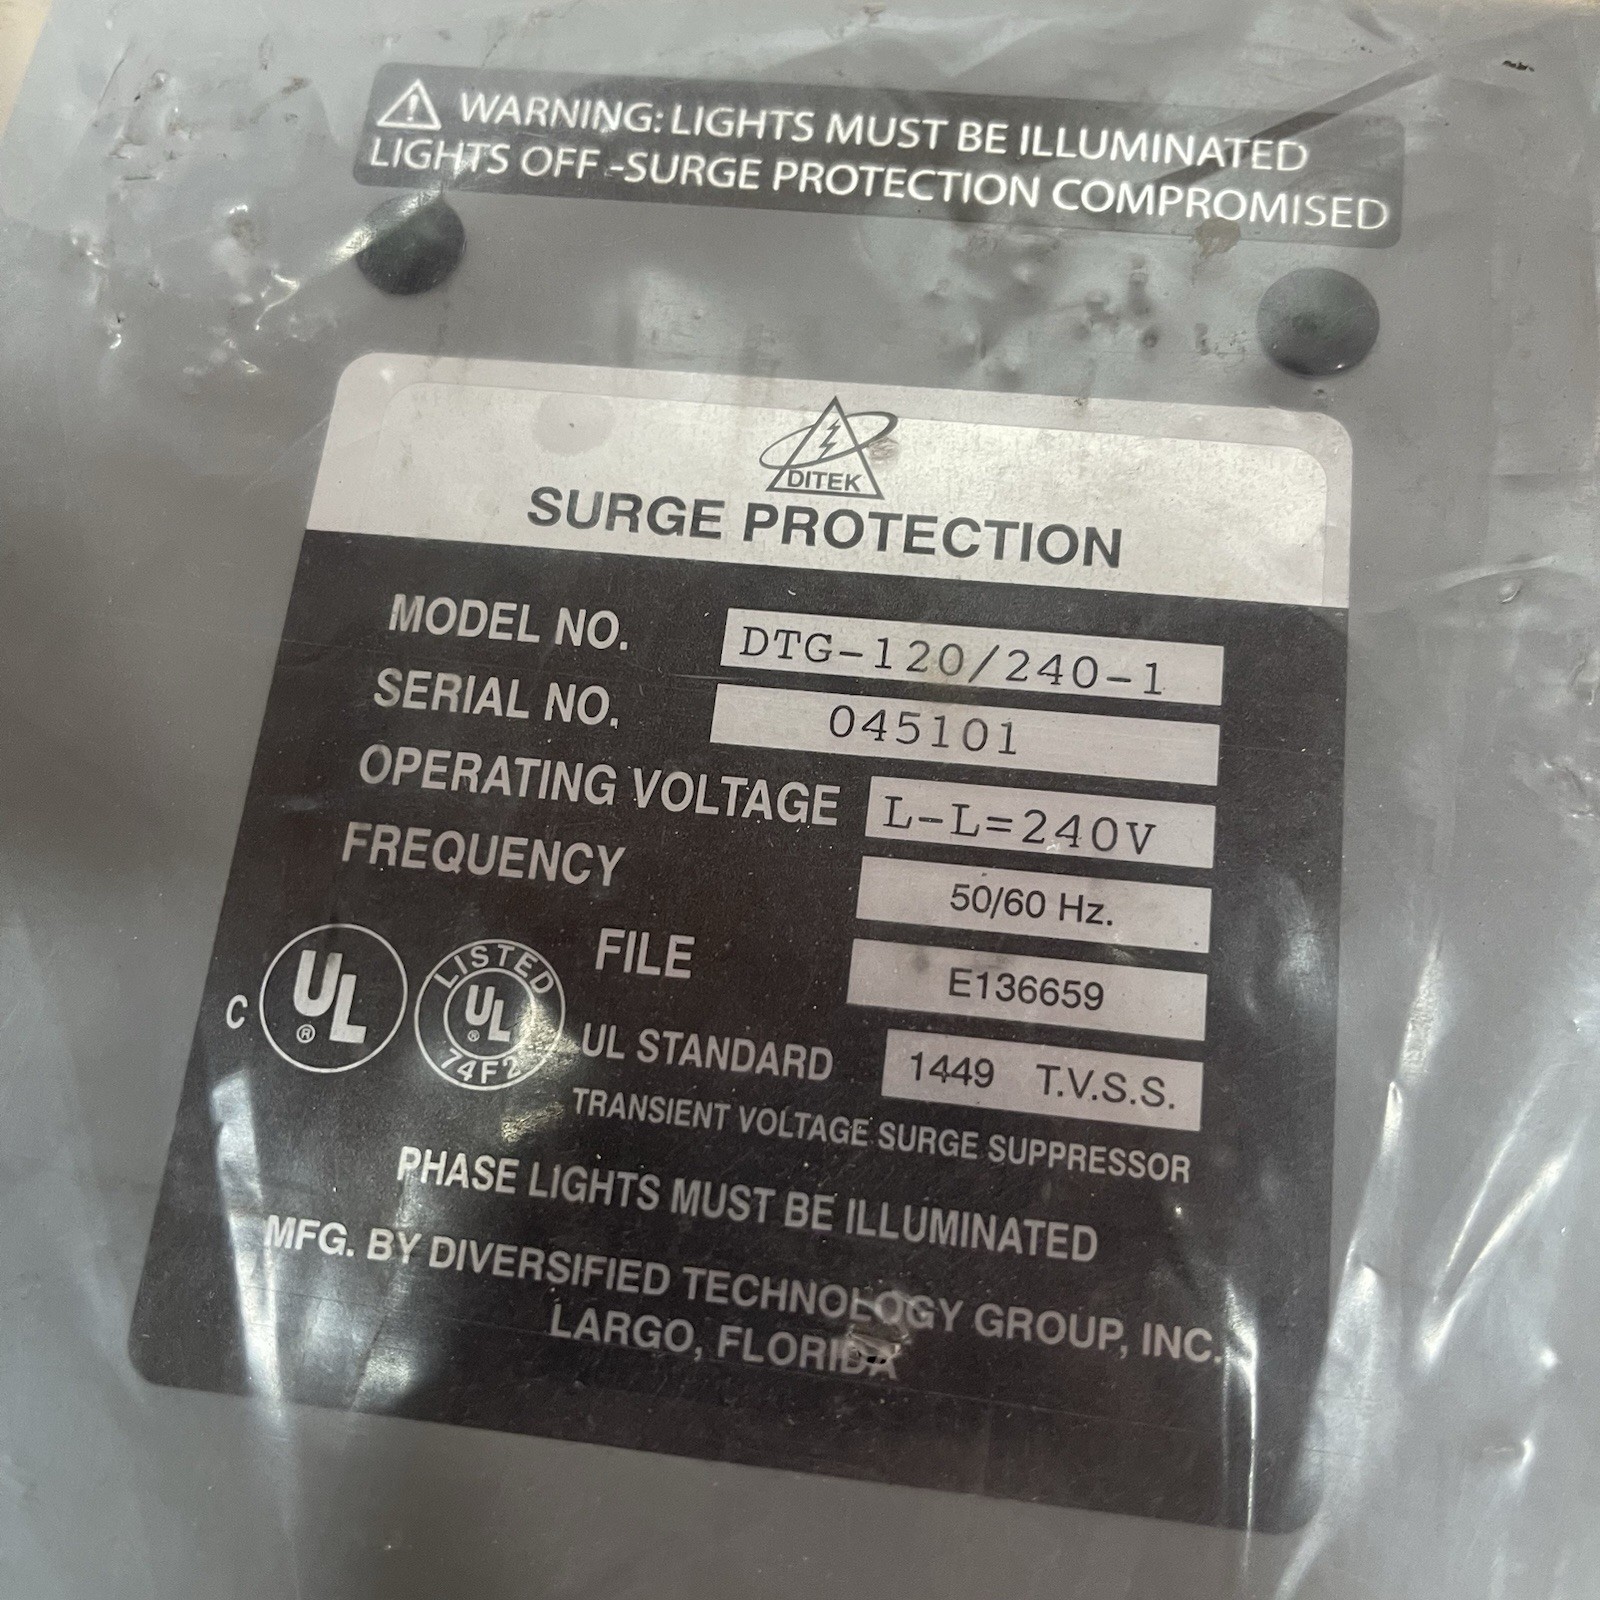 WARNING: LIGHTS MUST BE ILLUMINATED
LIGHTS OFF -SURGE PROTECTION COMPROMISED
DITEK
SURGE PROTECTION
MODEL NO. DTG-120/240-1
SERIAL NO. 045101
OPERATING VOLTAGE L-L=240V
FREQUENCY 50/60 Hz.
FILE E136659
C UL ® LISTED UL ® 74F2
UL STANDARD 1449 T.V.S.S.
TRANSIENT VOLTAGE SURGE SUPPRESSOR
PHASE LIGHTS MUST BE ILLUMINATED
MFG. BY DIVERSIFIED TECHNOLOGY GROUP, INC.
LARGO, FLORIDA